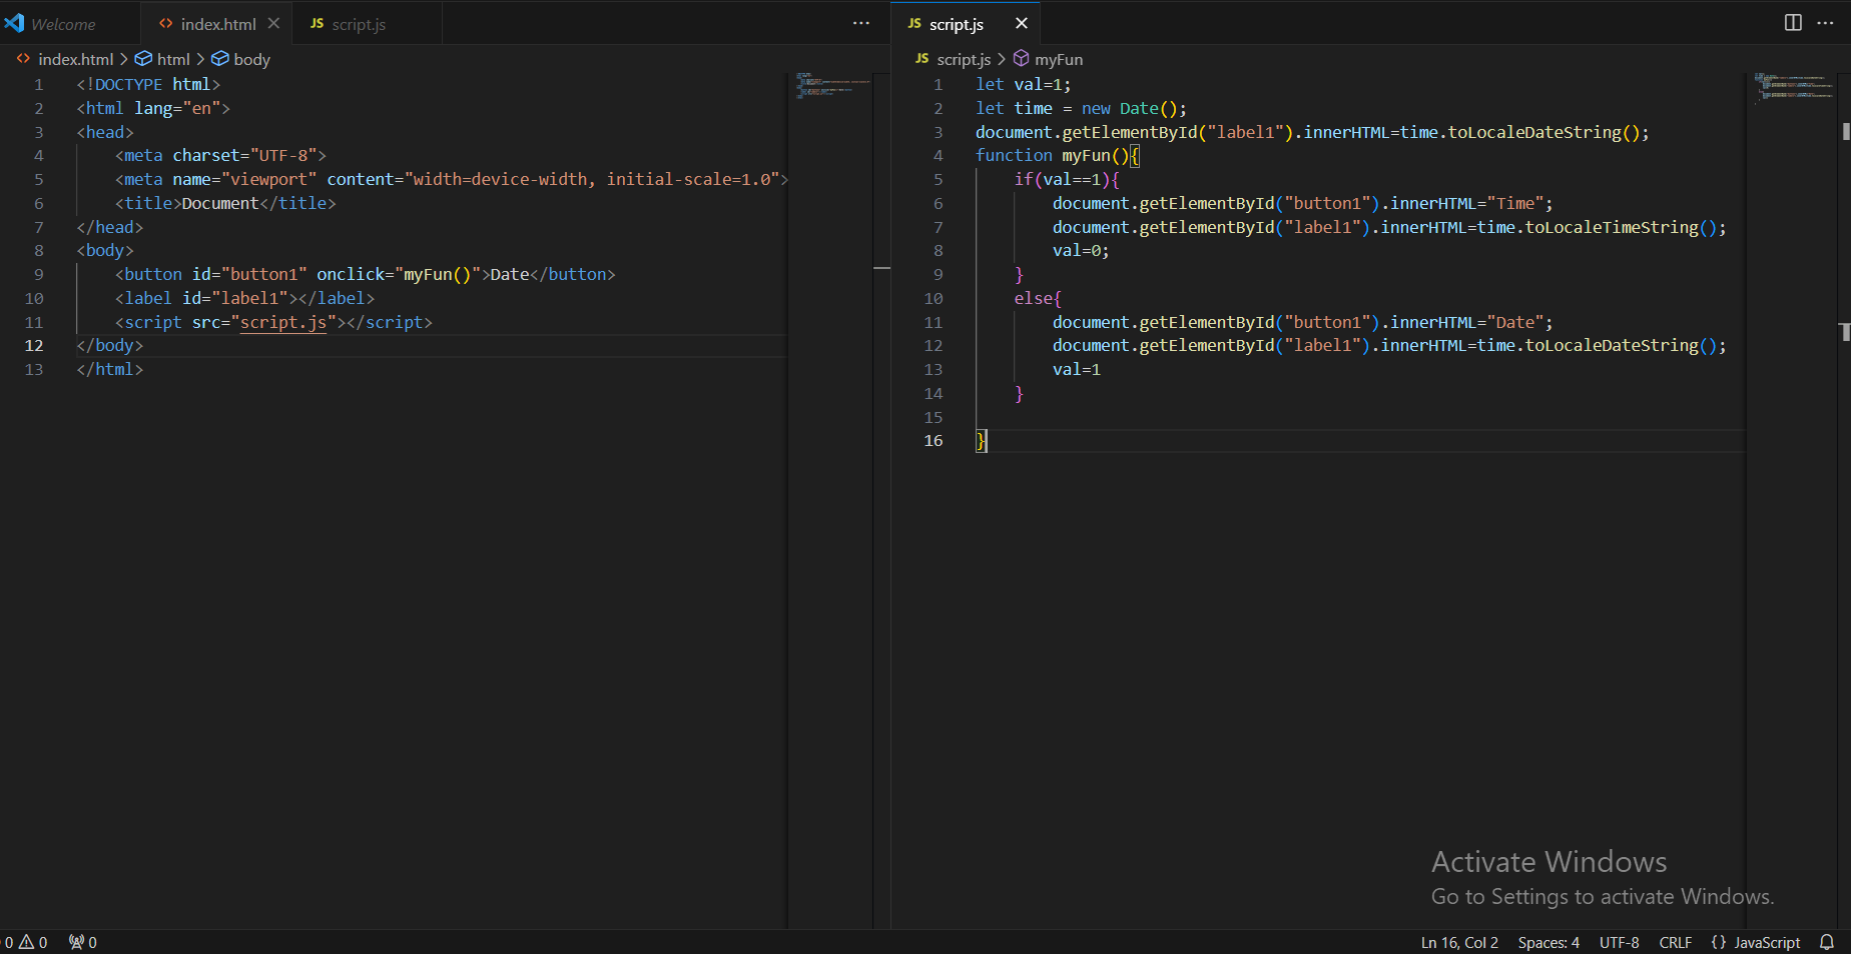 Welcome
index.html
JS script.js
index.html > html > body
1 <!DOCTYPE html>
2 <html lang="en">
3 <head>
4 <meta charset="UTF-8">
5 <meta name="viewport" content="width=device-width, initial-scale=1.0">
6 <title>Document</title>
7 </head>
8 <body>
9 <button id="button1" onclick="myFun()">Date</button>
10 <label id="label1"></label>
11 <script src="script.js"></script>
12 </body>
13 </html>
JS script.js
JS script.js > myFun
1 let val=1;
2 let time = new Date();
3 document.getElementById("label1").innerHTML=time.toLocaleDateString();
4 function myFun(){
5 if(val==1){
6 document.getElementById("button1").innerHTML="Time";
7 document.getElementById("label1").innerHTML=time.toLocaleTimeString();
8 val=0;
9 }
10 else{
11 document.getElementById("button1").innerHTML="Date";
12 document.getElementById("label1").innerHTML=time.toLocaleDateString();
13 val=1
14 }
15
16 }
Activate Windows
Go to Settings to activate Windows.
0 0 0
Ln 16, Col 2 Spaces: 4 UTF-8 CRLF {} JavaScript